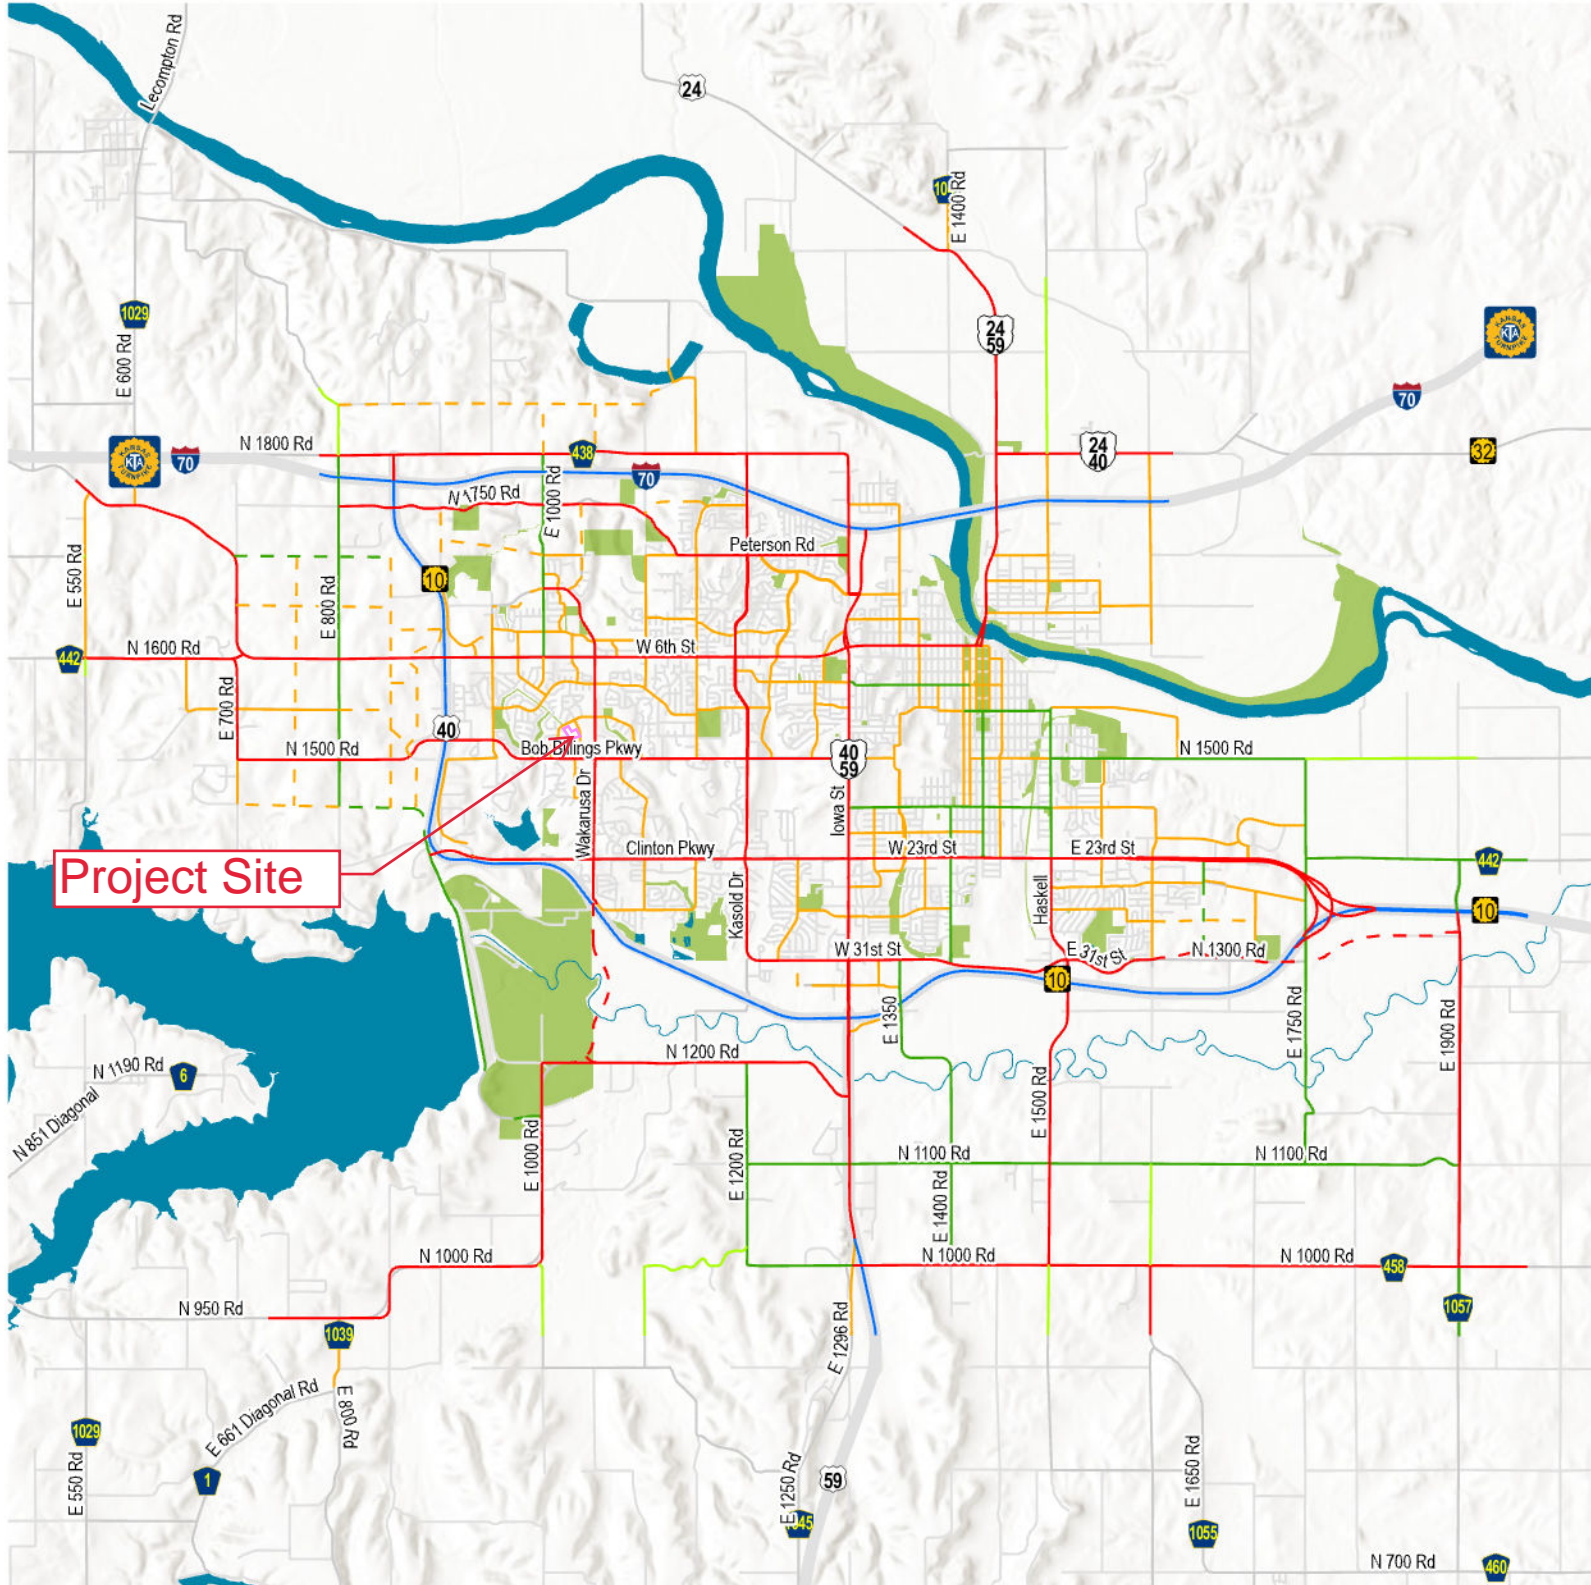 Lecompton Rd
24
10
E 1400 Rd
1029
E 600 Rd
24
59
KANSAS
KTA
TURNPIKE
70
N 1800 Rd
KANSAS
KTA
TURNPIKE
70
438
70
24
40
32
N 1750 Rd
E 1000 Rd
Peterson Rd
E 550 Rd
10
E 800 Rd
442
N 1600 Rd
W 6th St
E 700 Rd
40
N 1500 Rd
Bob Billings Pkwy
40
59
N 1500 Rd
Wakarusa Dr
Iowa St
Project Site
Clinton Pkwy
W 23rd St
E 23rd St
442
Kasold Dr
Haskell
10
W 31st St
E 31st St
N 1300 Rd
10
E 1350
E 1750 Rd
E 1900 Rd
N 1190 Rd
6
N 1200 Rd
N 851 Diagonal
E 1500 Rd
E 1000 Rd
E 1200 Rd
N 1100 Rd
N 1100 Rd
E 1400 Rd
N 1000 Rd
N 1000 Rd
N 1000 Rd
458
N 950 Rd
1039
E 1296 Rd
1057
E 661 Diagonal Rd
E 800 Rd
1029
E 550 Rd
1
E 1250 Rd
59
E 1650 Rd
1055
N 700 Rd
460